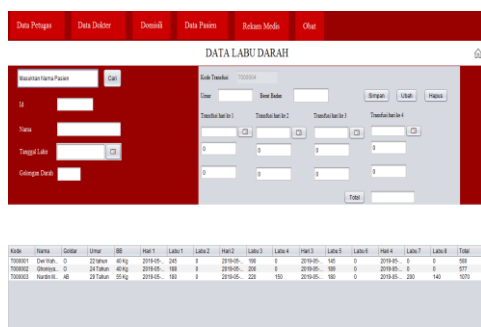 Data Petugas Data Dokter Domisili Data Pasien Rekam Medis Obat
DATA LABU DARAH
Masukkan Nama Pasien Cari
Id
Nama
Tanggal Lahir
Golongan Darah
Kode Transfusi T000004
Umur Berat Badan
Simpan Ubah Hapus
Transfusi hari ke 1 Transfusi hari ke 2 Transfusi hari ke 3 Transfusi hari ke 4
0 0 0 0
0 0 0 0
Total
Kode Nama Goldar Umur BB Hari 1 Labu 1 Labu 2 Hari 2 Labu 3 Labu 4 Hari 3 Labu 5 Labu 6 Hari 4 Labu 7 Labu 8 Total
T000001 Dwi Wah... O 22 tahun 40 Kg 2019-05-... 245 0 2019-05-... 190 0 2019-05-... 145 0 2019-05-... 0 0
T000002 O 24 Tahun 40 Kg 2019-05-... 188 0 2019-05-... 200 0 2019-05-... 189 0 2019-05-... 0 0 577
T000003 Nurdin M... AB 29 Tahun 55 Kg 2019-05-... 180 0 2019-05-... 220 150 2019-05-... 180 0 2019-05-... 200 140 1070